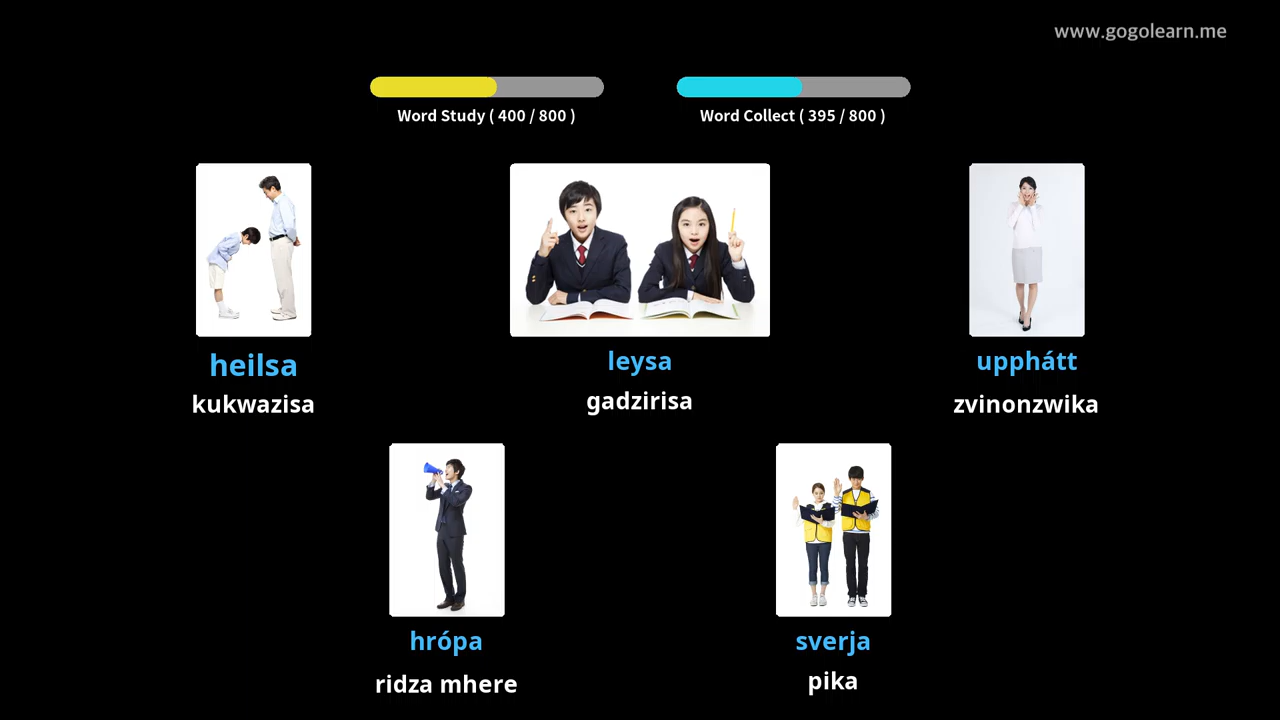 www.gogolearn.me
Word Study ( 400 / 800 )
Word Collect ( 395 / 800 )
heilsa
kukwazisa
leysa
gadzirisa
upphátt
zvinonzwika
hrópa
ridza mhere
sverja
pika